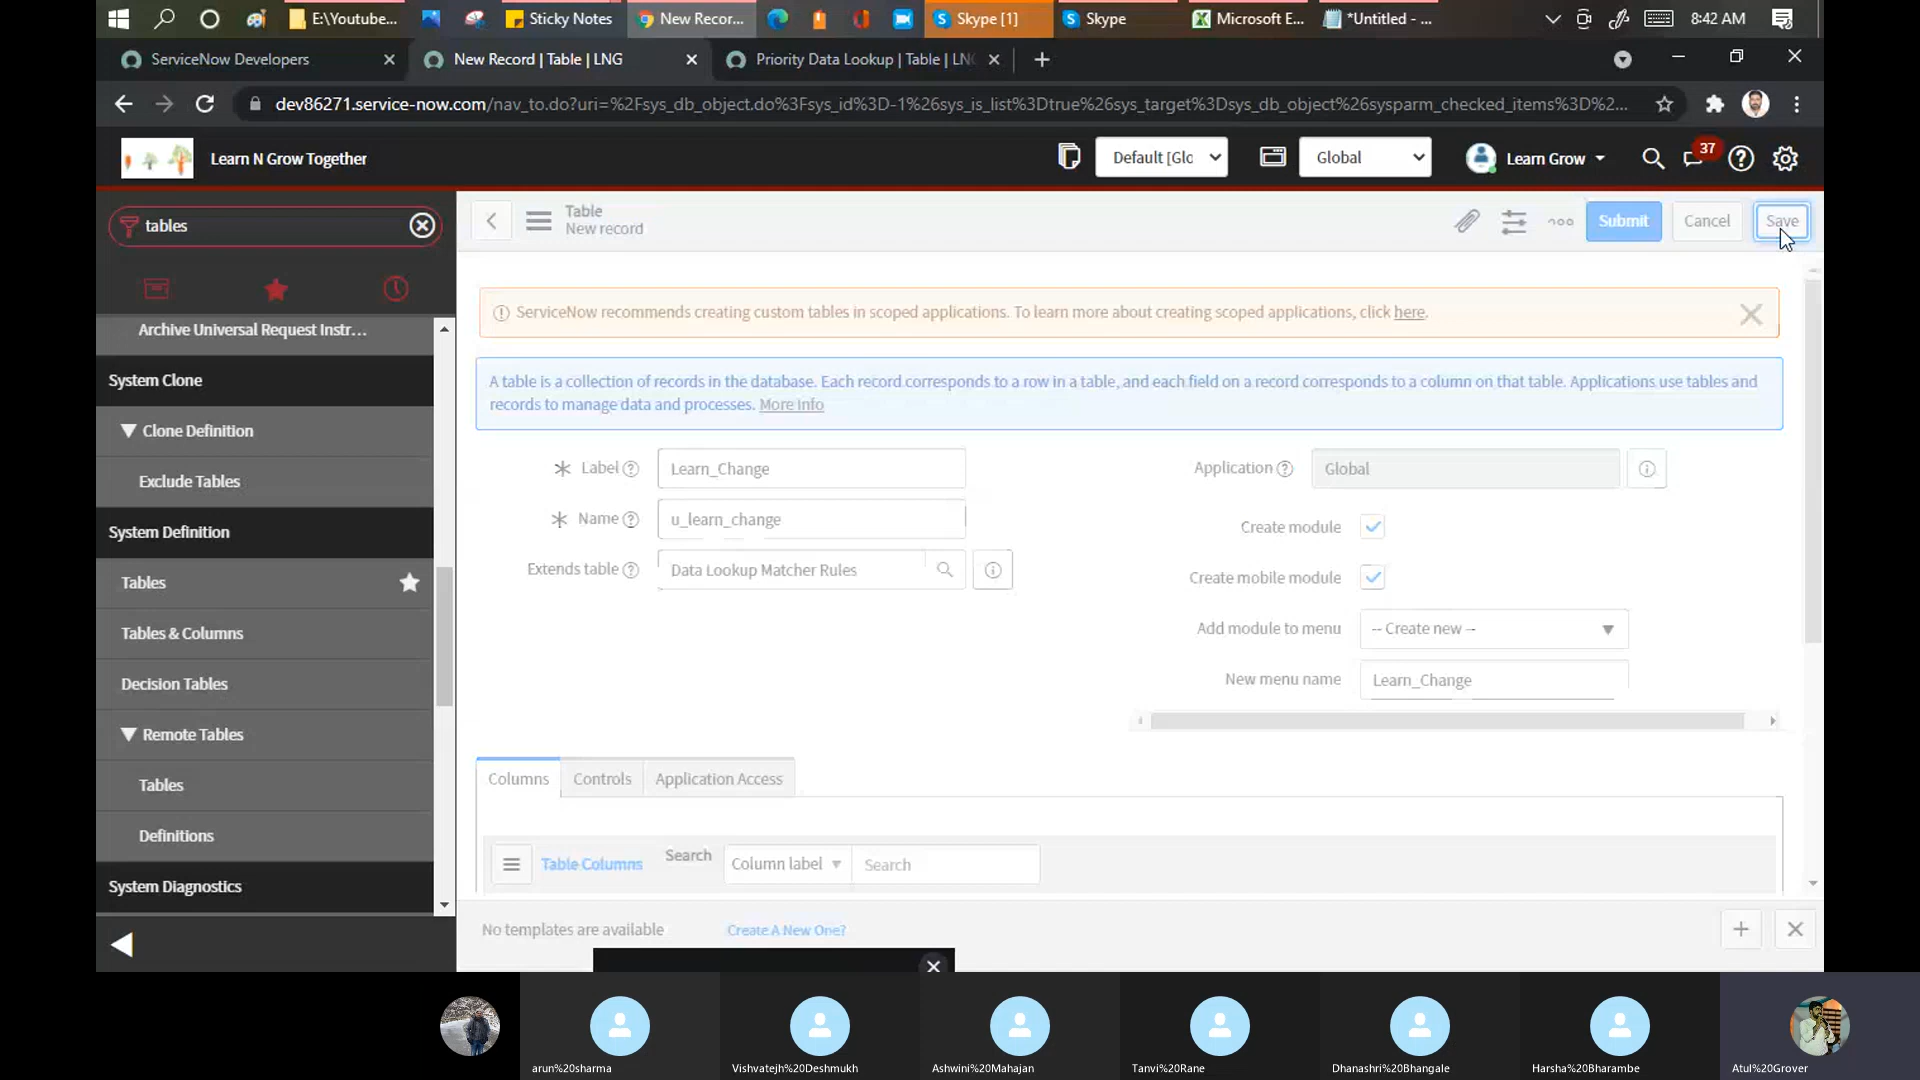 E:\Youtube...
Sticky Notes
New Recor...
Skype [1]
Skype
Microsoft E...
*Untitled - ...
8:42 AM
ServiceNow Developers
New Record | Table | LNG
Priority Data Lookup | Table | LNG
dev86271.service-now.com/nav_to.do?uri=%2Fsys_db_object.do%3Fsys_id%3D-1%26sys_is_list%3Dtrue%26sys_target%3Dsys_db_object%26sysparm_checked_items%3D%2...
Learn N Grow Together
Default [Glo
Global
Learn Grow
37
tables
Archive Universal Request Instr...
System Clone
Clone Definition
Exclude Tables
System Definition
Tables
Tables & Columns
Decision Tables
Remote Tables
Tables
Definitions
System Diagnostics
Table
New record
Submit
Cancel
Save
ServiceNow recommends creating custom tables in scoped applications. To learn more about creating scoped applications, click here.
A table is a collection of records in the database. Each record corresponds to a row in a table, and each field on a record corresponds to a column on that table. Applications use tables and
records to manage data and processes. More Info
Label
Learn_Change
Name
u_learn_change
Extends table
Data Lookup Matcher Rules
Application
Global
Create module
Create mobile module
Add module to menu
-- Create new --
New menu name
Learn_Change
Columns
Controls
Application Access
Table Columns
Search
Column label
Search
No templates are available
Create A New One?
arun%20sharma
Vishvatejh%20Deshmukh
Ashwini%20Mahajan
Tanvi%20Rane
Dhanashri%20Bhangale
Harsha%20Bharambe
Atul%20Grover